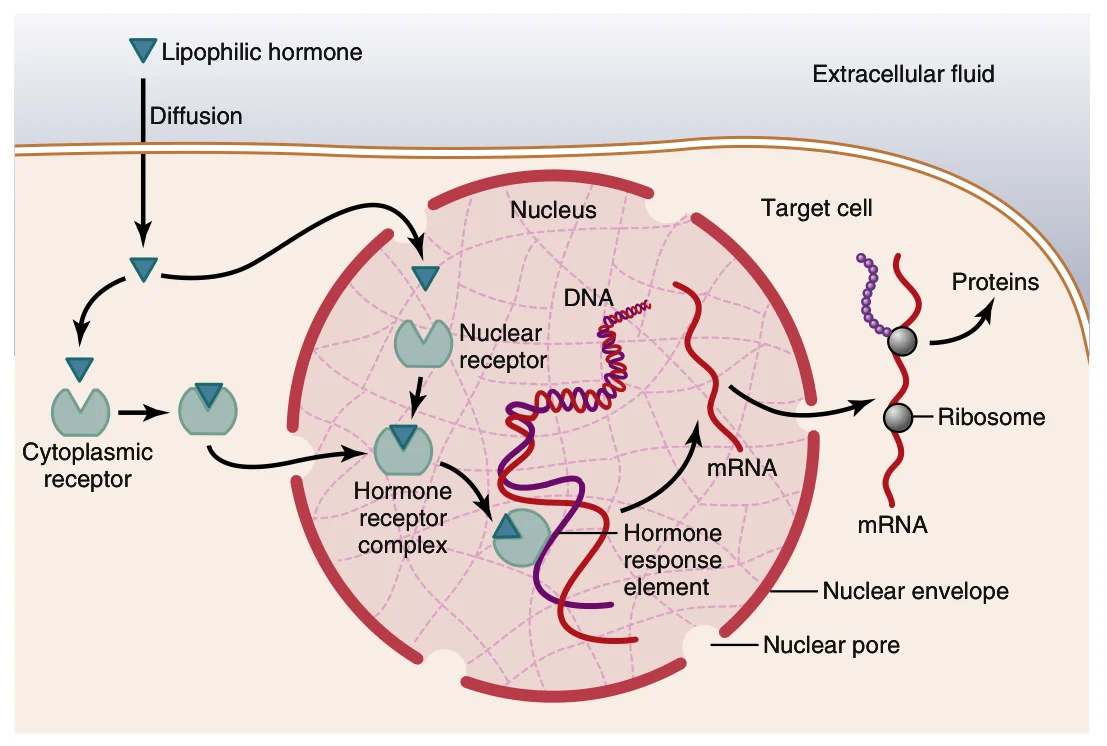 Lipophilic hormone
Extracellular fluid
Diffusion
Nucleus
Target cell
DNA
Proteins
Nuclear
receptor
Ribosome
Cytoplasmic
receptor
mRNA
Hormone
receptor
complex
mRNA
Hormone
response
element
Nuclear envelope
Nuclear pore